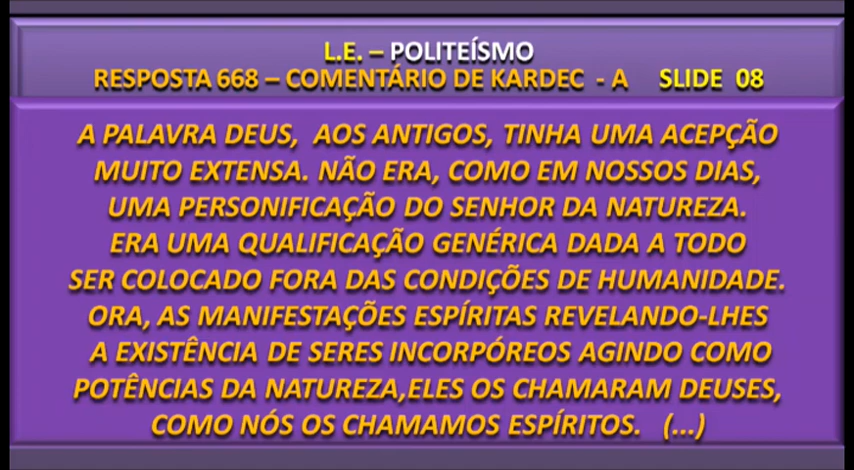 L.E. – POLITEÍSMO
RESPOSTA 668 – COMENTÁRIO DE KARDEC - A SLIDE 08
A PALAVRA DEUS, AOS ANTIGOS, TINHA UMA ACEPÇÃO
MUITO EXTENSA. NÃO ERA, COMO EM NOSSOS DIAS,
UMA PERSONIFICAÇÃO DO SENHOR DA NATUREZA.
ERA UMA QUALIFICAÇÃO GENÉRICA DADA A TODO
SER COLOCADO FORA DAS CONDIÇÕES DE HUMANIDADE.
ORA, AS MANIFESTAÇÕES ESPÍRITAS REVELANDO-LHES
A EXISTÊNCIA DE SERES INCORPÓREOS AGINDO COMO
POTÊNCIAS DA NATUREZA,ELES OS CHAMARAM DEUSES,
COMO NÓS OS CHAMAMOS ESPÍRITOS. (...)